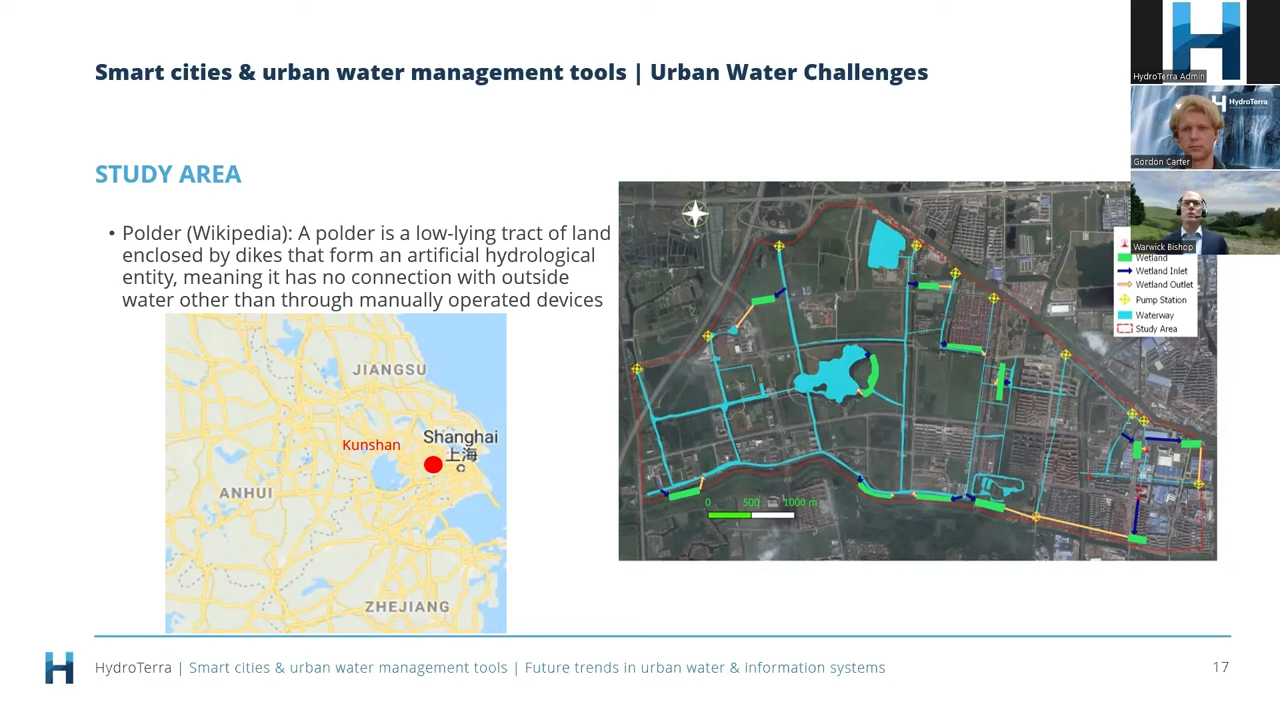 Smart cities & urban water management tools | Urban Water Challenges
HydroTerra Admin
HydroTerra
Gordon Carter
Warwick Bishop
STUDY AREA
• Polder (Wikipedia): A polder is a low-lying tract of land
enclosed by dikes that form an artificial hydrological
entity, meaning it has no connection with outside
water other than through manually operated devices
JIANGSU
Kunshan
Shanghai
上海
ANHUI
ZHEJIANG
Wetland
Wetland Inlet
Wetland Outlet
Pump Station
Waterway
Study Area
0 500 1000 m
HydroTerra | Smart cities & urban water management tools | Future trends in urban water & information systems
17